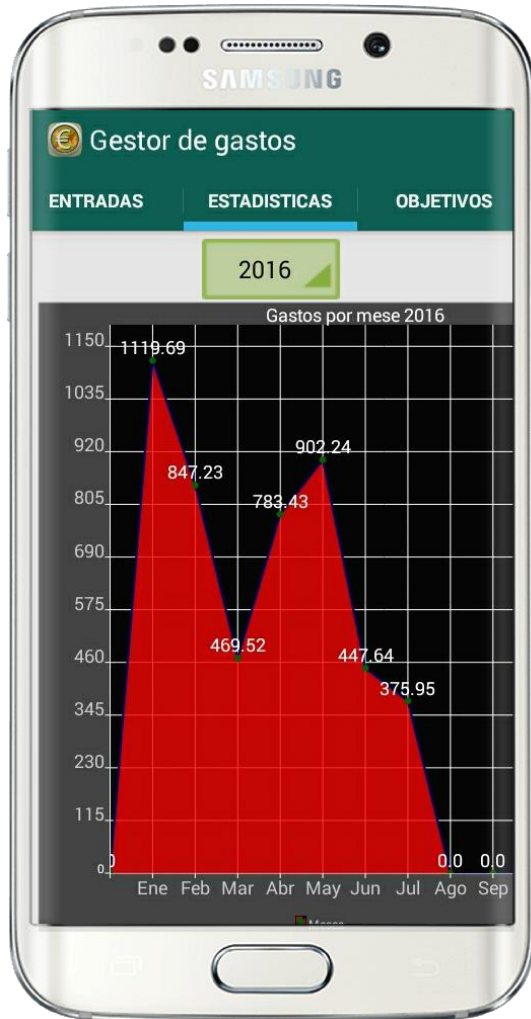 SAMSUNG
Gestor de gastos
ENTRADAS ESTADISTICAS OBJETIVOS
2016
Gastos por mese 2016
1150
1119.69
1035
920
902.24
847.23
805
783.43
690
575
469.52
460
447.64
375.95
345
230
115
0 0 0.0 0.0
Ene Feb Mar Abr May Jun Jul Ago Sep
Meses